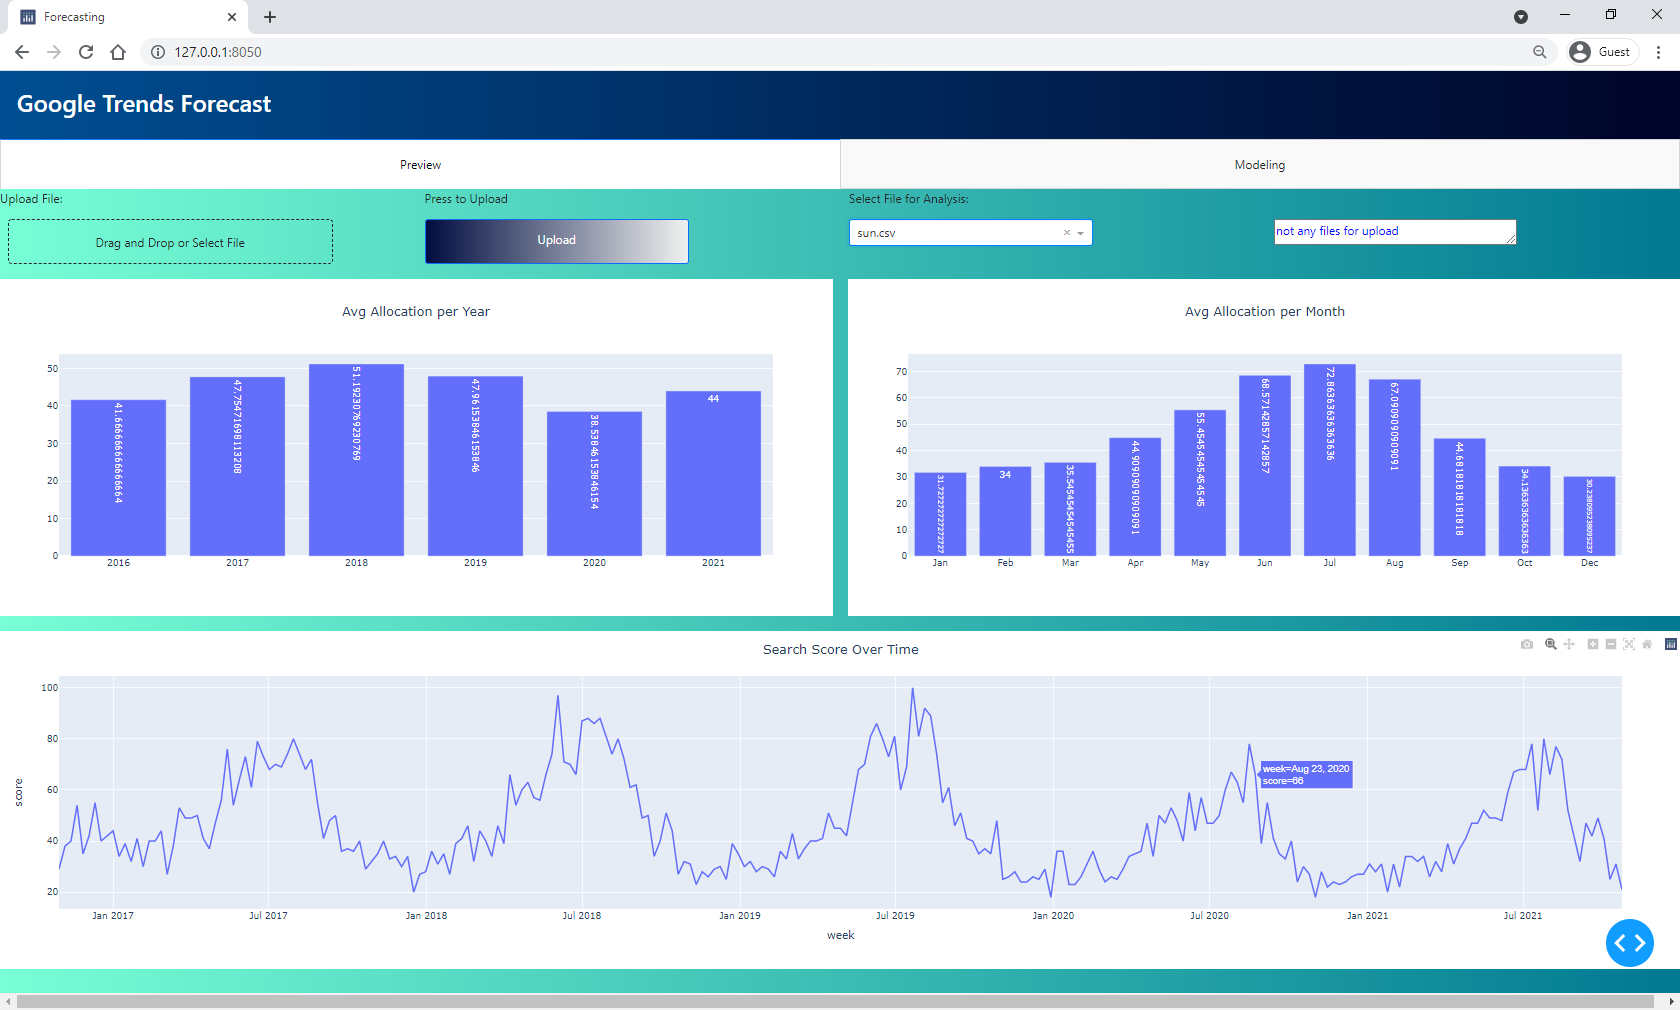 Forecasting
127.0.0.1:8050
Guest
Google Trends Forecast
Preview
Modeling
Upload File:
Press to Upload
Select File for Analysis:
Drag and Drop or Select File
Upload
sun.csv
not any files for upload
Avg Allocation per Year
50
40
30
20
10
0
41.666666666666664
47.75471698113208
51.19230769230769
47.96153846153846
38.53846153846154
44
2016
2017
2018
2019
2020
2021
Avg Allocation per Month
70
60
50
40
30
20
10
0
31.727272727272727
34
35.54545454545455
44.90909090909091
55.45454545454545
68.57142857142857
72.86363636363636
67.0909090909091
44.68181818181818
34.13636363636363
30.238095238095237
Jan
Feb
Mar
Apr
May
Jun
Jul
Aug
Sep
Oct
Dec
Search Score Over Time
score
100
80
60
40
20
week=Aug 23, 2020
score=66
Jan 2017
Jul 2017
Jan 2018
Jul 2018
Jan 2019
Jul 2019
Jan 2020
Jul 2020
Jan 2021
Jul 2021
week